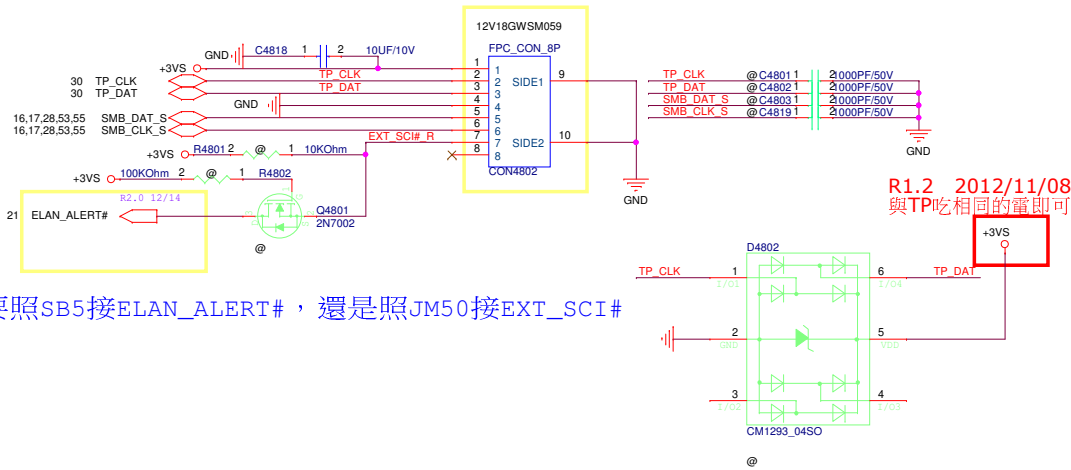 12V18GWSM059
GND C4818 1 2 10UF/10V FPC_CON_8P
+3VS 1 1
30 TP_CLK TP_CLK 2 2 SIDE1 9
30 TP_DAT TP_DAT 3 3
GND 4 4
16,17,28,53,55 SMB_DAT_S 5 5
16,17,28,53,55 SMB_CLK_S 6 6
EXT_SCI#_R 7 7 SIDE2 10
+3VS R4801 2 @ 1 10KOhm 8 8
CON4802
GND
+3VS 100KOhm 2 @ 1 R4802
R2.0 12/14
21 ELAN_ALERT#
Q4801
2N7002
@
TP_CLK @ C4801 1 2 1000PF/50V
TP_DAT @ C4802 1 2 1000PF/50V
SMB_DAT_S @ C4803 1 2 1000PF/50V
SMB_CLK_S @ C4819 1 2 1000PF/50V
GND
R1.2 2012/11/08
與TP吃相同的電即可
+3VS
D4802
TP_CLK 1 I/O1 6 I/O4 TP_DAT
2 GND 5 VDD
3 I/O2 4 I/O3
CM1293_04SO
@
要照SB5接ELAN_ALERT#，還是照JM50接EXT_SCI#